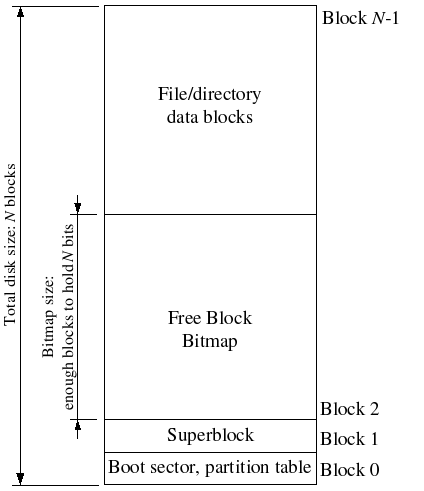 Block N-1
File/directory
data blocks
Total disk size: N blocks
Bitmap size:
enough blocks to hold N bits
Free Block
Bitmap
Block 2
Superblock
Block 1
Boot sector, partition table
Block 0